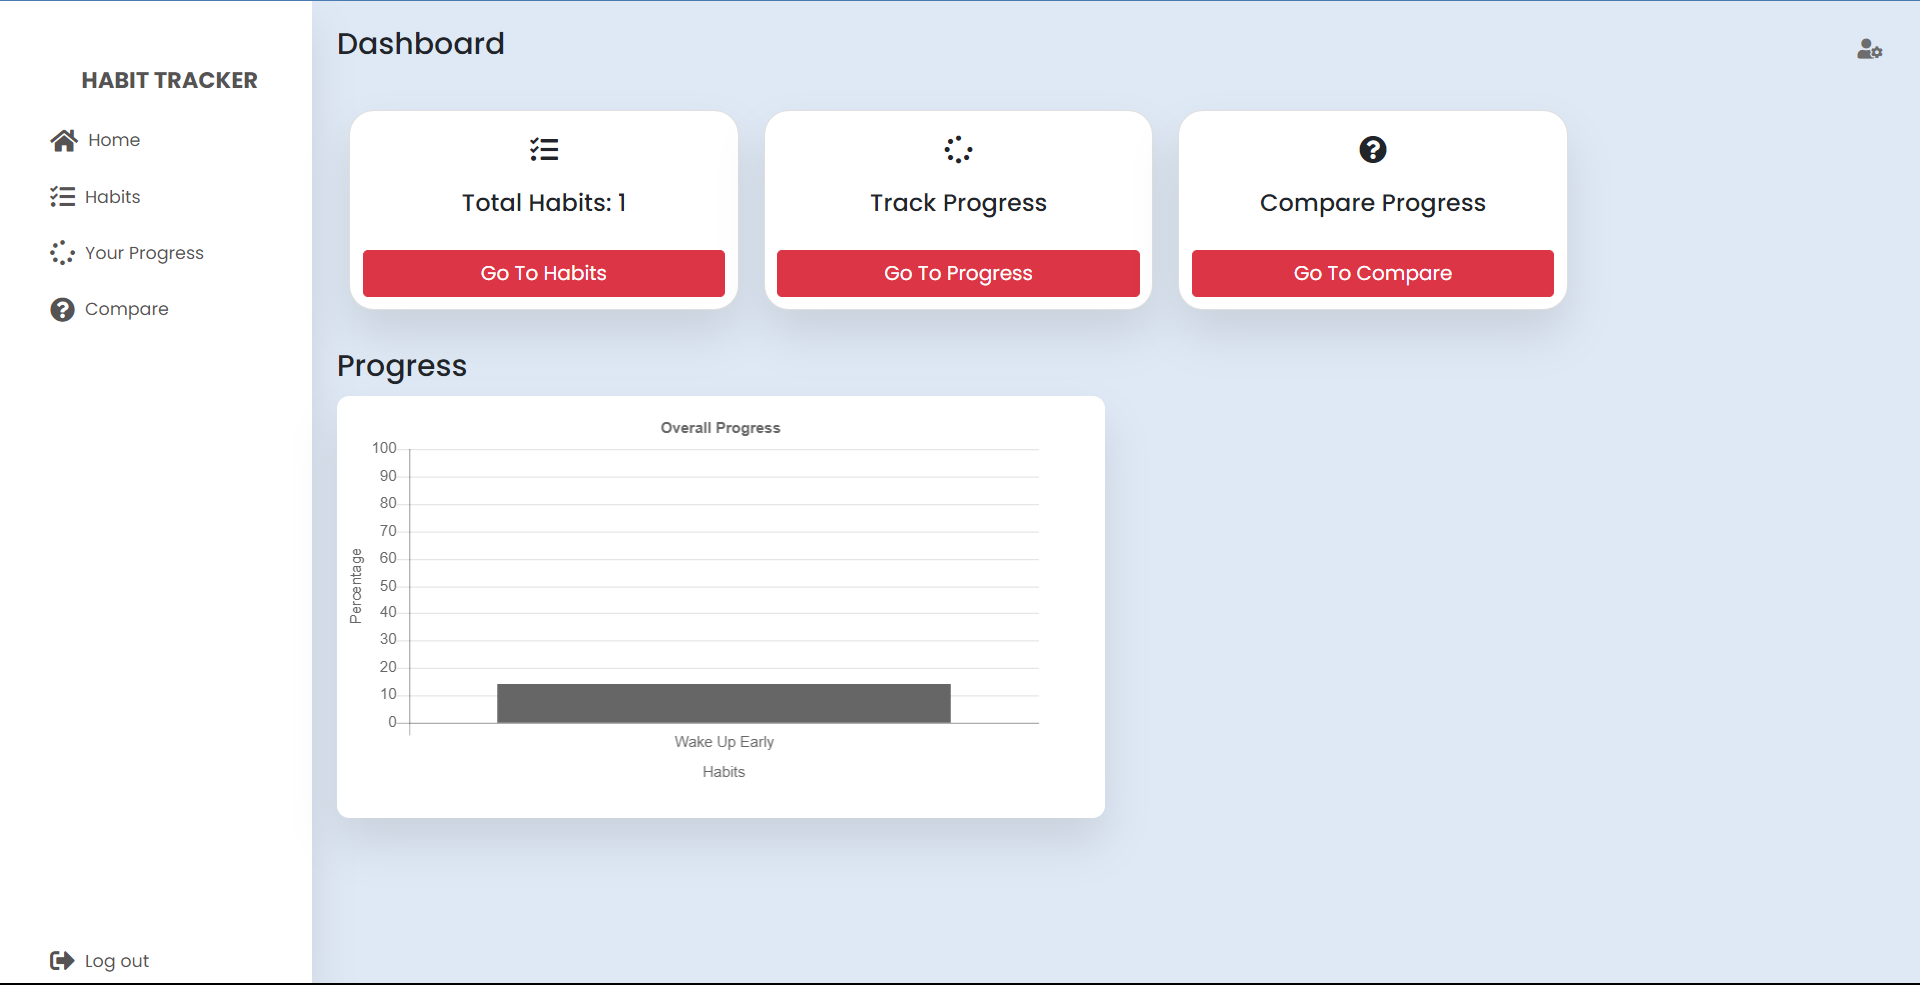 HABIT TRACKER
Home
Habits
Your Progress
Compare
Log out
Dashboard
Total Habits: 1
Go To Habits
Track Progress
Go To Progress
Compare Progress
Go To Compare
Progress
Overall Progress
100
90
80
70
60
50
40
30
20
10
0
Percentage
Wake Up Early
Habits